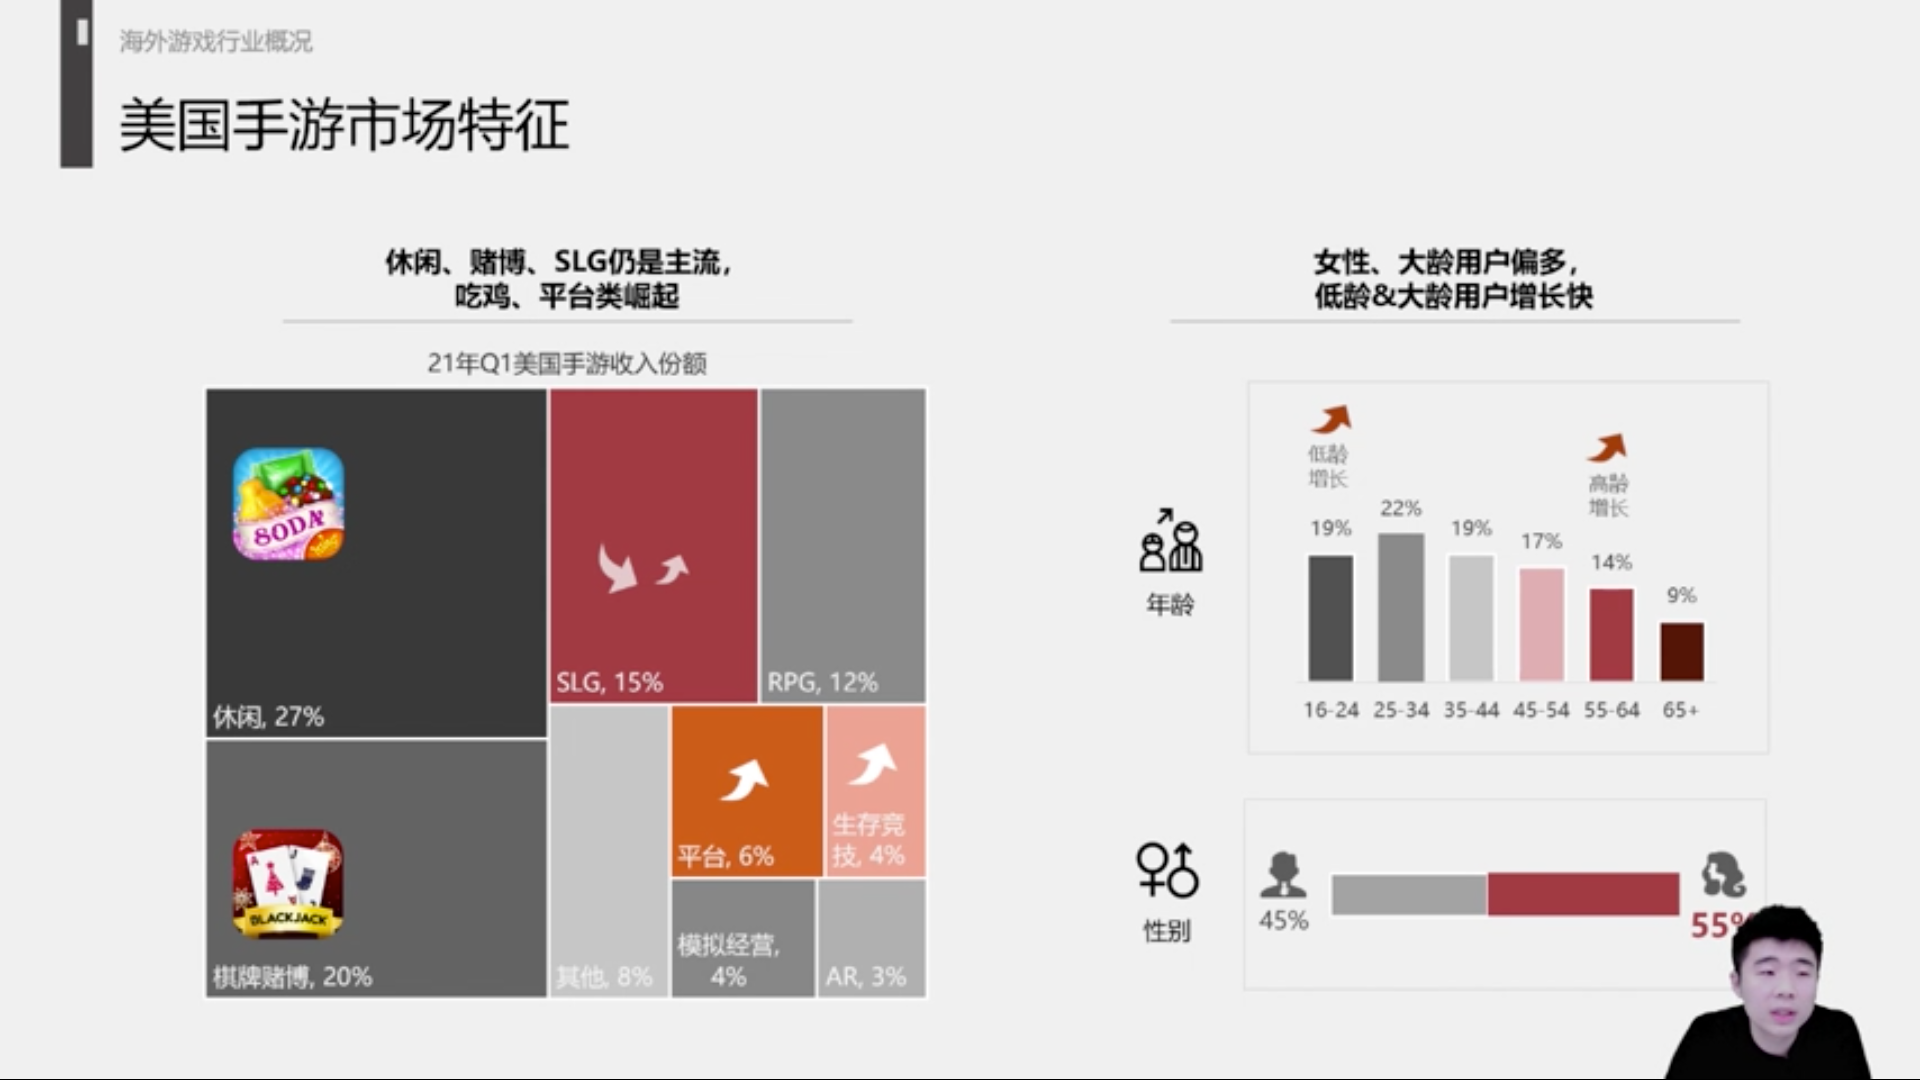 海外游戏行业概况
美国手游市场特征
休闲、赌博、SLG仍是主流，
吃鸡、平台类崛起
21年Q1美国手游收入份额
SODA
休闲, 27%
BLACKJACK
棋牌赌博, 20%
SLG, 15%
RPG, 12%
其他, 8%
平台, 6%
生存竞
技, 4%
模拟经营,
4%
AR, 3%
女性、大龄用户偏多，
低龄&大龄用户增长快
年龄
低龄
增长
高龄
增长
19%
22%
19%
17%
14%
9%
16-24
25-34
35-44
45-54
55-64
65+
性别
45%
55%